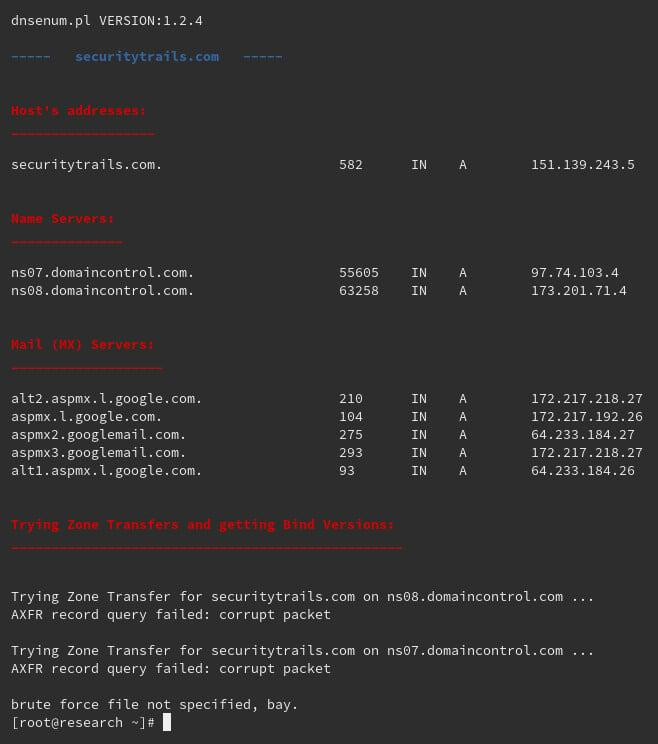 dnsenum.pl VERSION:1.2.4
----- securitytrails.com -----
Host's addresses:
__________________
securitytrails.com. 582 IN A 151.139.243.5
Name Servers:
______________
ns07.domaincontrol.com. 55605 IN A 97.74.103.4
ns08.domaincontrol.com. 63258 IN A 173.201.71.4
Mail (MX) Servers:
___________________
alt2.aspmx.l.google.com. 210 IN A 172.217.218.27
aspmx.l.google.com. 104 IN A 172.217.192.26
aspmx2.googlemail.com. 275 IN A 64.233.184.27
aspmx3.googlemail.com. 293 IN A 172.217.218.27
alt1.aspmx.l.google.com. 93 IN A 64.233.184.26
Trying Zone Transfers and getting Bind Versions:
_________________________________________________
Trying Zone Transfer for securitytrails.com on ns08.domaincontrol.com ...
AXFR record query failed: corrupt packet
Trying Zone Transfer for securitytrails.com on ns07.domaincontrol.com ...
AXFR record query failed: corrupt packet
brute force file not specified, bay.
[root@research ~]#